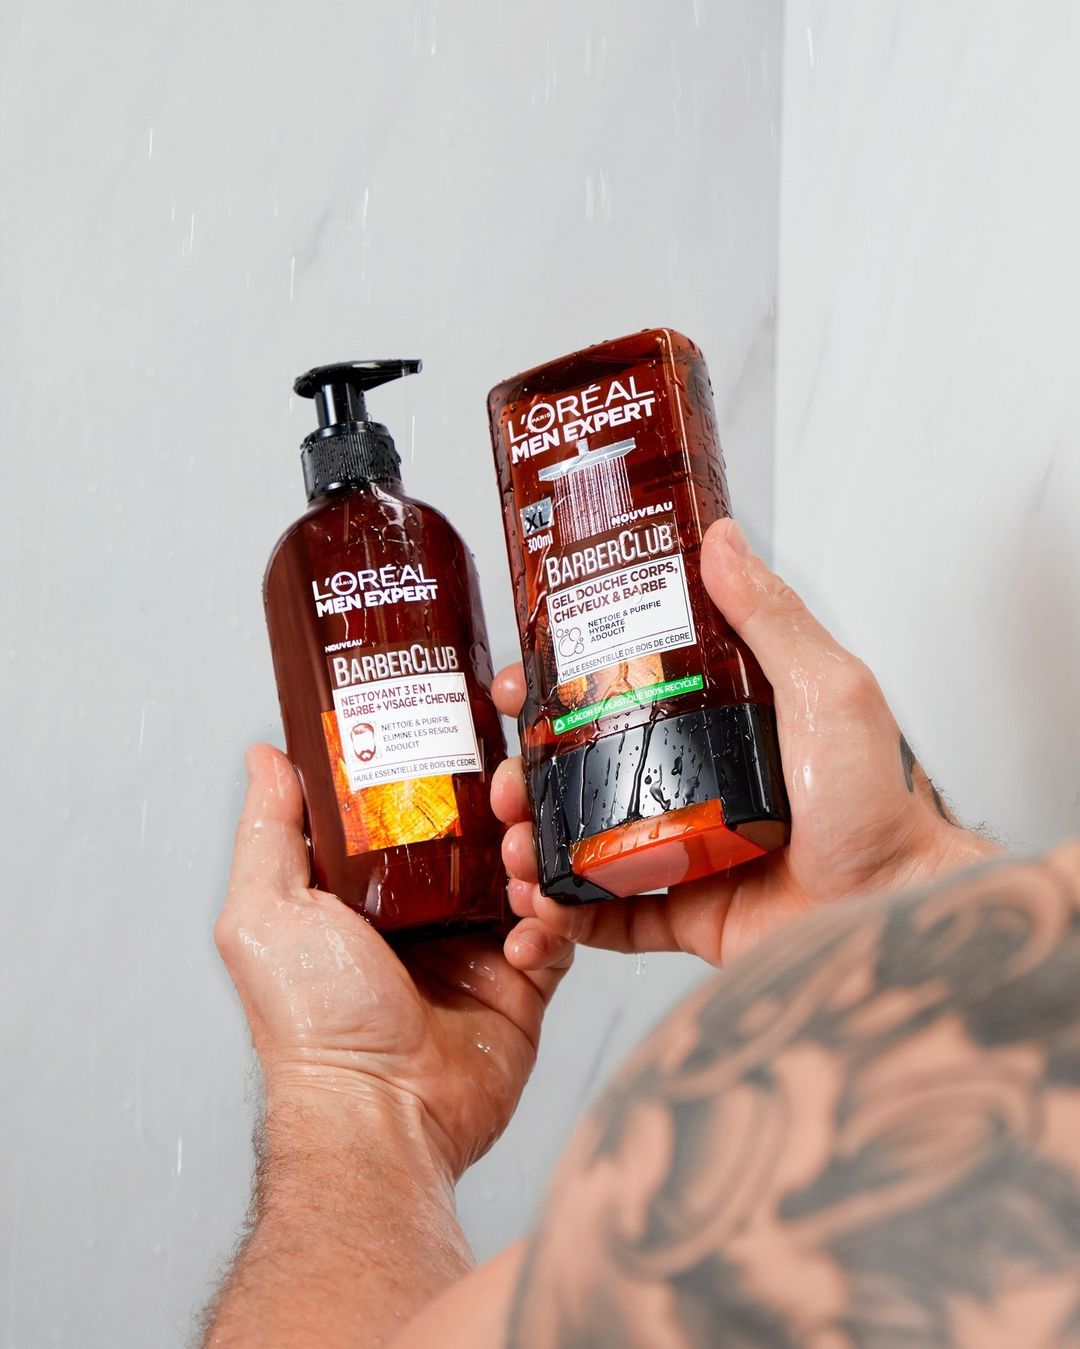 L'ORÉAL
PARIS
MEN EXPERT
NOUVEAU
BARBERCLUB
NETTOYANT 3 EN 1
BARBE + VISAGE + CHEVEUX
NETTOIE & PURIFIE
ÉLIMINE LES RÉSIDUS
ADOUCIT
HUILE ESSENTIELLE DE BOIS DE CÈDRE
L'ORÉAL
PARIS
MEN EXPERT
XL
300ml
NOUVEAU
BARBERCLUB
GEL DOUCHE CORPS,
CHEVEUX & BARBE
NETTOIE & PURIFIE
HYDRATE
ADOUCIT
HUILE ESSENTIELLE DE BOIS DE CÈDRE
FLACON EN PLASTIQUE 100% RECYCLÉ*